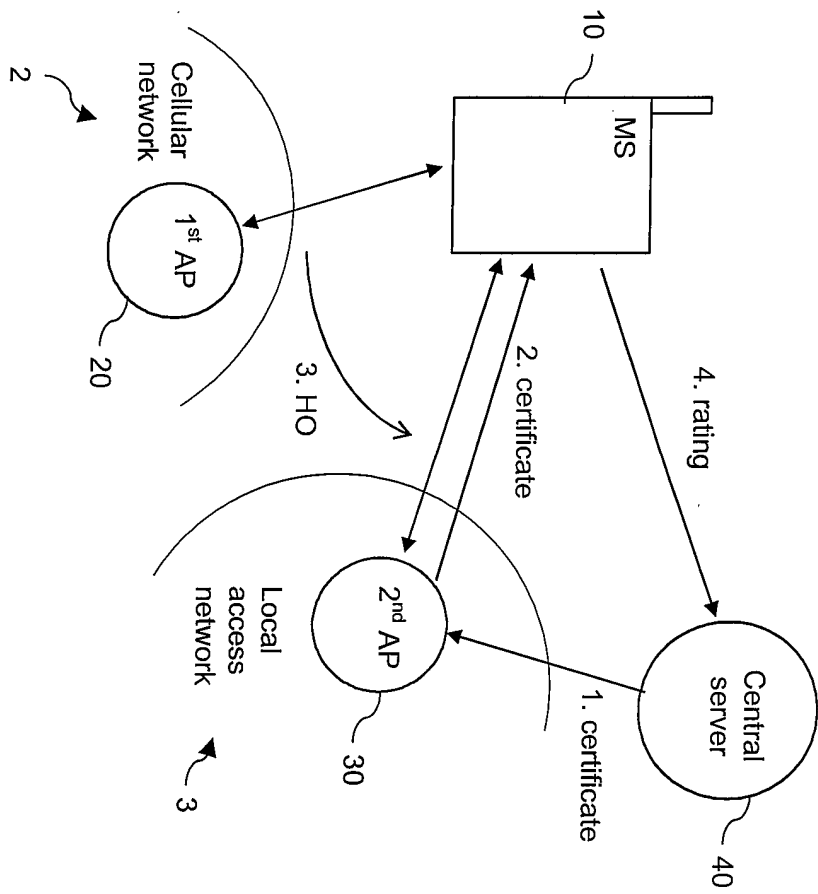 10
MS
4. rating
Central
server
40
2. certificate
1. certificate
3. HO
2nd AP
30
Local
access
network
3
1st AP
20
Cellular
network
2